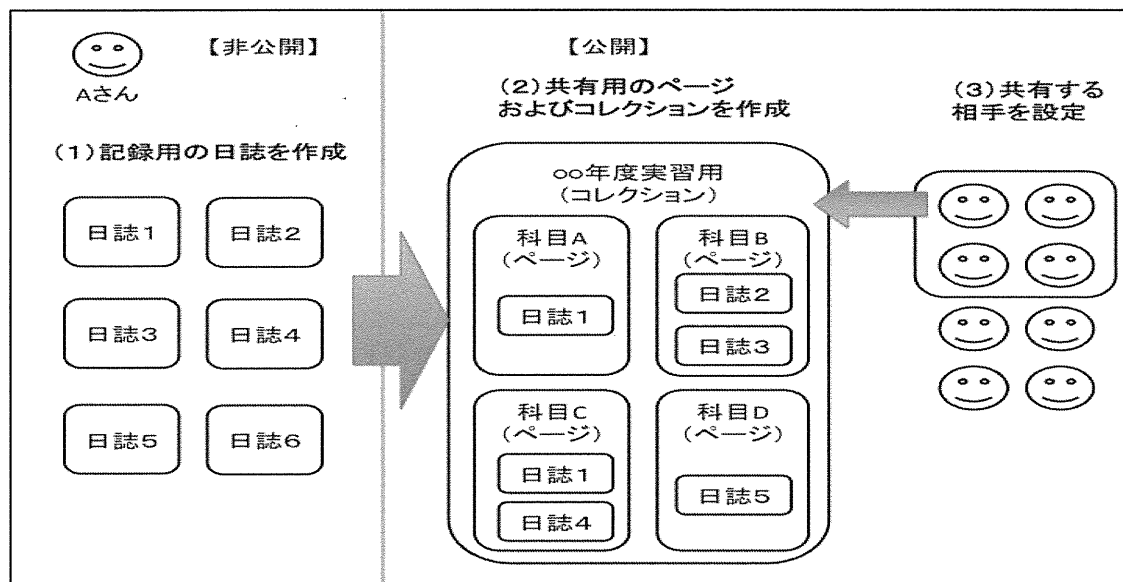 【非公開】
Aさん
(1)記録用の日誌を作成
日誌1
日誌2
日誌3
日誌4
日誌5
日誌6
【公開】
(2)共有用のページ
およびコレクションを作成
○○年度実習用
(コレクション)
科目A
(ページ)
日誌1
科目B
(ページ)
日誌2
日誌3
科目C
(ページ)
日誌1
日誌4
科目D
(ページ)
日誌5
(3)共有する
相手を設定